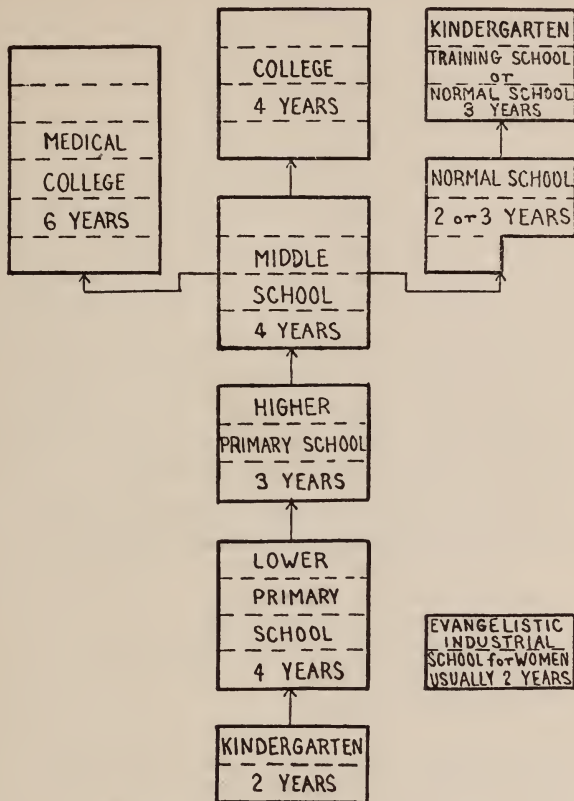 MEDICAL
COLLEGE
6 YEARS
COLLEGE
4 YEARS
KINDERGARTEN
TRAINING SCHOOL
or
NORMAL SCHOOL
3 YEARS
NORMAL SCHOOL
2 or 3 YEARS
MIDDLE
SCHOOL
4 YEARS
HIGHER
PRIMARY SCHOOL
3 YEARS
LOWER
PRIMARY
SCHOOL
4 YEARS
EVANGELISTIC
INDUSTRIAL
SCHOOL for WOMEN
USUALLY 2 YEARS
KINDERGARTEN
2 YEARS